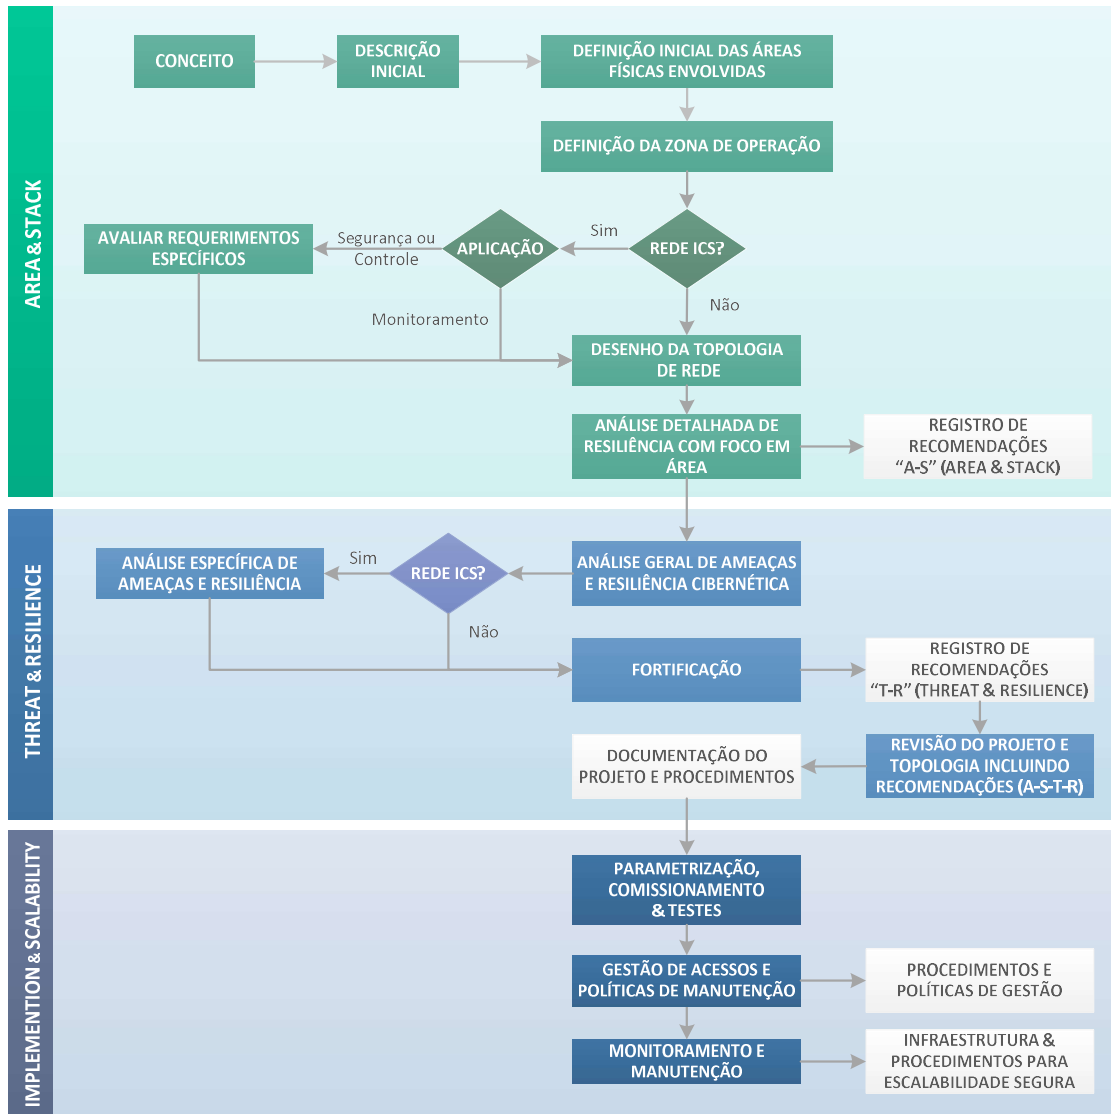 AREA & STACK
CONCEITO
DESCRIÇÃO
INICIAL
DEFINIÇÃO INICIAL DAS ÁREAS
FÍSICAS ENVOLVIDAS
DEFINIÇÃO DA ZONA DE OPERAÇÃO
AVALIAR REQUERIMENTOS
ESPECÍFICOS
Segurança ou
Controle
APLICAÇÃO
Sim
REDE ICS?
Não
Monitoramento
DESENHO DA TOPOLOGIA
DE REDE
ANÁLISE DETALHADA DE
RESILIÊNCIA COM FOCO EM
ÁREA
REGISTRO DE
RECOMENDAÇÕES
“A-S” (AREA & STACK)
THREAT & RESILIENCE
ANÁLISE ESPECÍFICA DE
AMEAÇAS E RESILIÊNCIA
Sim
REDE ICS?
Não
ANÁLISE GERAL DE AMEAÇAS
E RESILIÊNCIA CIBERNÉTICA
FORTIFICAÇÃO
REGISTRO DE
RECOMENDAÇÕES
“T-R” (THREAT & RESILIENCE)
DOCUMENTAÇÃO DO
PROJETO E PROCEDIMENTOS
REVISÃO DO PROJETO E
TOPOLOGIA INCLUINDO
RECOMENDAÇÕES (A-S-T-R)
IMPLEMENTION & SCALABILITY
PARAMETRIZAÇÃO,
COMISSIONAMENTO
& TESTES
GESTÃO DE ACESSOS E
POLÍTICAS DE MANUTENÇÃO
PROCEDIMENTOS E
POLÍTICAS DE GESTÃO
MONITORAMENTO E
MANUTENÇÃO
INFRAESTRUTURA &
PROCEDIMENTOS PARA
ESCALABILIDADE SEGURA